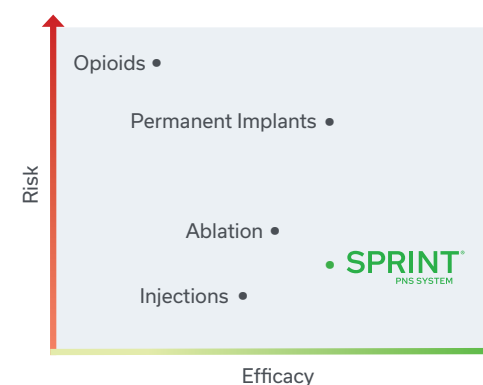 Opioids
Permanent Implants
Risk
Ablation
SPRINT®
PNS SYSTEM
Injections
Efficacy